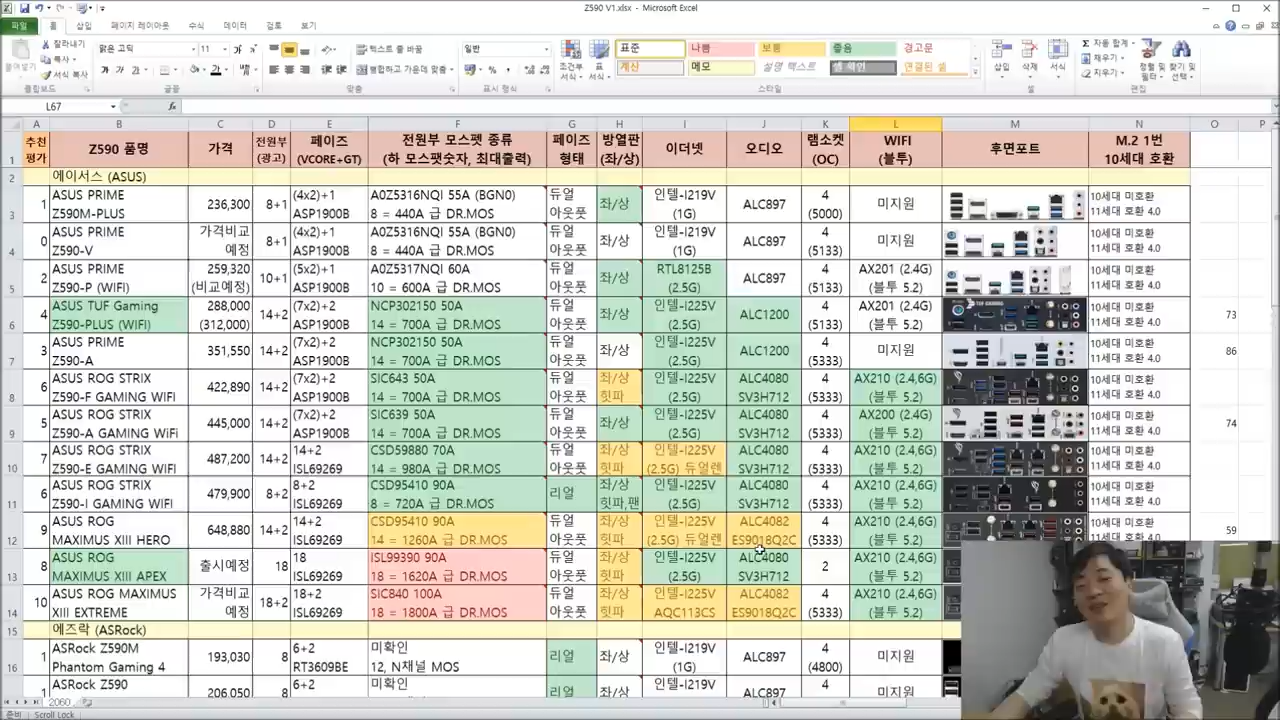 Z590 V1.xlsx - Microsoft Excel
파일 홈 삽입 페이지 레이아웃 수식 데이터 검토 보기
잘라내기
복사
서식 복사
붙여넣기
클립보드
맑은 고딕 11
글꼴
텍스트 줄 바꿈
병합하고 가운데 맞춤
맞춤
일반
표시 형식
조건부 서식
표 서식
표준 나쁨 보통 좋음 경고문
계산 메모 설명 텍스트 셀 확인 연결된 셀
스타일
삽입 삭제 서식
셀
자동 합계
채우기
지우기
정렬 및 필터
찾기 및 선택
편집
L67 fx
A B C D E F G H I J K L M N O P
1 추천 평가 Z590 품명 가격 전원부 (광고) 페이즈 (VCORE+GT) 전원부 모스펫 종류 (하 모스팻숫자, 최대출력) 페이즈 형태 방열판 (좌/상) 이더넷 오디오 램소켓 (OC) WIFI (블투) 후면포트 M.2 1번 10세대 호환
2 에이서스 (ASUS)
3 1 ASUS PRIME Z590M-PLUS 236,300 8+1 (4x2)+1 ASP1900B A0Z5316NQI 55A (BGN0) 8 = 440A 급 DR.MOS 듀얼 아웃풋 좌/상 인텔-I219V (1G) ALC897 4 (5000) 미지원 10세대 미호환 11세대 호환 4.0
4 0 ASUS PRIME Z590-V 가격비교 예정 8+1 (4x2)+1 ASP1900B A0Z5316NQI 55A (BGN0) 8 = 440A 급 DR.MOS 듀얼 아웃풋 좌/상 인텔-I219V (1G) ALC897 4 (5133) 미지원 10세대 미호환 11세대 호환 4.0
5 2 ASUS PRIME Z590-P (WIFI) 259,320 (비교예정) 10+1 (5x2)+1 ASP1900B A0Z5317NQI 60A 10 = 600A 급 DR.MOS 듀얼 아웃풋 좌/상 RTL8125B (2.5G) ALC897 4 (5133) AX201 (2.4G) (블투 5.2) 10세대 미호환 11세대 호환 4.0
6 4 ASUS TUF Gaming Z590-PLUS (WIFI) 288,000 (312,000) 14+2 (7x2)+2 ASP1900B NCP302150 50A 14 = 700A 급 DR.MOS 듀얼 아웃풋 좌/상 인텔-I225V (2.5G) ALC1200 4 (5133) AX201 (2.4G) (블투 5.2) TUF GAMING 10세대 미호환 11세대 호환 4.0 73
7 3 ASUS PRIME Z590-A 351,550 14+2 (7x2)+2 ASP1900B NCP302150 50A 14 = 700A 급 DR.MOS 듀얼 아웃풋 좌/상 인텔-I225V (2.5G) ALC1200 4 (5333) 미지원 10세대 미호환 11세대 호환 4.0 86
8 6 ASUS ROG STRIX Z590-F GAMING WIFI 422,890 14+2 (7x2)+2 ASP1900B SIC643 50A 14 = 700A 급 DR.MOS 듀얼 아웃풋 좌/상 힛파 인텔-I225V (2.5G) ALC4080 SV3H712 4 (5333) AX210 (2.4,6G) (블투 5.2) 10세대 미호환 11세대 호환 4.0
9 5 ASUS ROG STRIX Z590-A GAMING WiFi 445,000 14+2 (7x2)+2 ASP1900B SIC639 50A 14 = 700A 급 DR.MOS 듀얼 아웃풋 좌/상 인텔-I225V (2.5G) ALC4080 SV3H712 4 (5333) AX200 (2.4G) (블투 5.2) 10세대 미호환 11세대 호환 4.0 74
10 7 ASUS ROG STRIX Z590-E GAMING WIFI 487,200 14+2 14+2 ISL69269 CSD59880 70A 14 = 980A 급 DR.MOS 듀얼 아웃풋 좌/상 힛파 인텔-I225V (2.5G) 듀얼렌 ALC4080 SV3H712 4 (5333) AX210 (2.4,6G) (블투 5.2) 10세대 미호환 11세대 호환 4.0
11 6 ASUS ROG STRIX Z590-I GAMING WIFI 479,900 8+2 8+2 ISL69269 CSD95410 90A 8 = 720A 급 DR.MOS 리얼 좌/상 힛파,팬 인텔-I225V (2.5G) ALC4080 SV3H712 4 (5333) AX210 (2.4,6G) (블투 5.2) 10세대 미호환 11세대 호환 4.0
12 9 ASUS ROG MAXIMUS XIII HERO 648,880 14+2 14+2 ISL69269 CSD95410 90A 14 = 1260A 급 DR.MOS 듀얼 아웃풋 좌/상 힛파 인텔-I225V (2.5G) 듀얼렌 ALC4082 ES9018Q2C 4 (5333) AX210 (2.4,6G) (블투 5.2) 10세대 미호환 11세대 호환 4.0 59
13 8 ASUS ROG MAXIMUS XIII APEX 출시예정 18 18 ISL69269 ISL99390 90A 18 = 1620A 급 DR.MOS 듀얼 아웃풋 좌/상 힛파 인텔-I225V (2.5G) ALC4080 SV3H712 2 AX210 (2.4,6G) (블투 5.2)
14 10 ASUS ROG MAXIMUS XIII EXTREME 가격비교 예정 18+2 18+2 ISL69269 SIC840 100A 18 = 1800A 급 DR.MOS 듀얼 아웃풋 좌/상 힛파 인텔-I225V AQC113CS ALC4082 ES9018Q2C 4 (5333) AX210 (2.4,6G) (블투 5.2)
15 에즈락 (ASRock)
16 1 ASRock Z590M Phantom Gaming 4 193,030 8 6+2 RT3609BE 미확인 12, N채널 MOS 리얼 좌/상 인텔-I219V (1G) ALC897 4 (4800) 미지원
1 ASRock Z590 206,050 8 6+2 미확인 리얼 좌/상 인텔-I219V ALC897 4 미지원
2060
준비 Scroll Lock